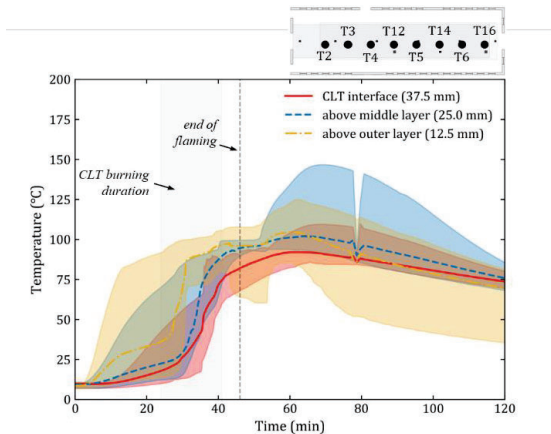 T3 T12 T14 T16
T2 T4 T5 T6
200
175
150
125
100
75
50
25
0
Temperature (°C)
CLT interface (37.5 mm)
above middle layer (25.0 mm)
above outer layer (12.5 mm)
end of
flaming
CLT burning
duration
0 20 40 60 80 100 120
Time (min)